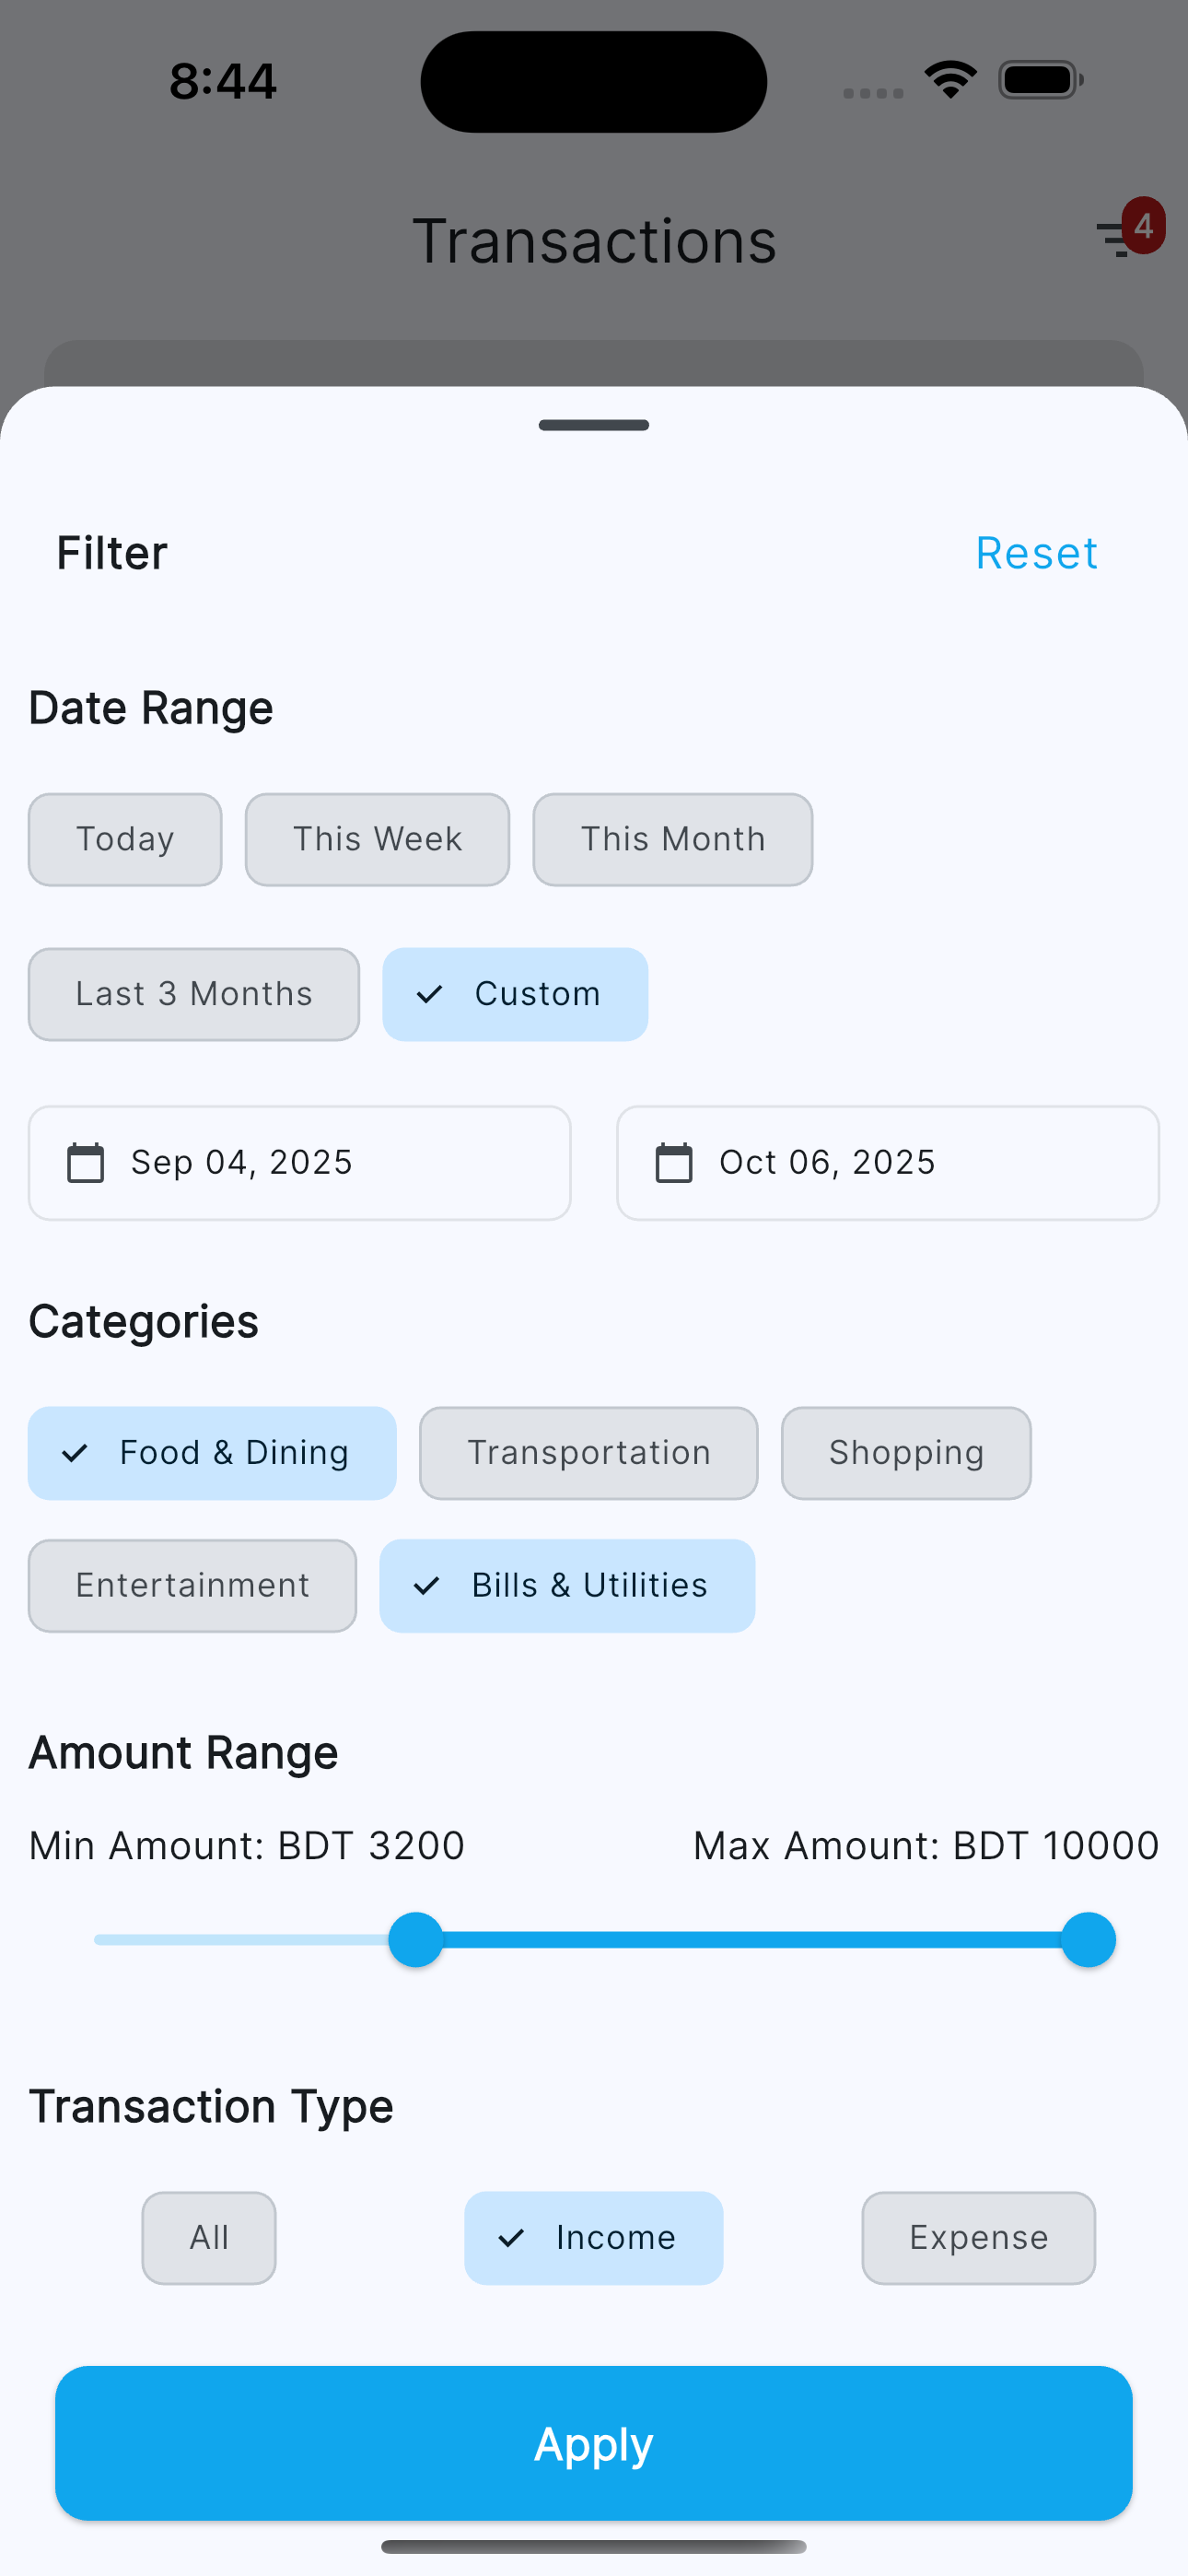 8:44
Transactions
4
Filter
Reset
Date Range
Today
This Week
This Month
Last 3 Months
Custom
Sep 04, 2025
Oct 06, 2025
Categories
Food & Dining
Transportation
Shopping
Entertainment
Bills & Utilities
Amount Range
Min Amount: BDT 3200
Max Amount: BDT 10000
Transaction Type
All
Income
Expense
Apply